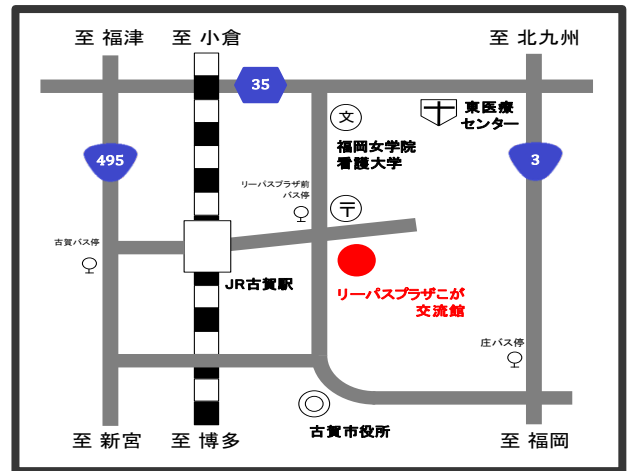 至 福津
至 小倉
至 北九州
35
文
東医療
センター
福岡女学院
看護大学
495
3
リーパスプラザ前
バス停
〒
古賀バス停
JR古賀駅
リーパスプラザこが
交流館
庄バス停
古賀市役所
至 新宮
至 博多
至 福岡